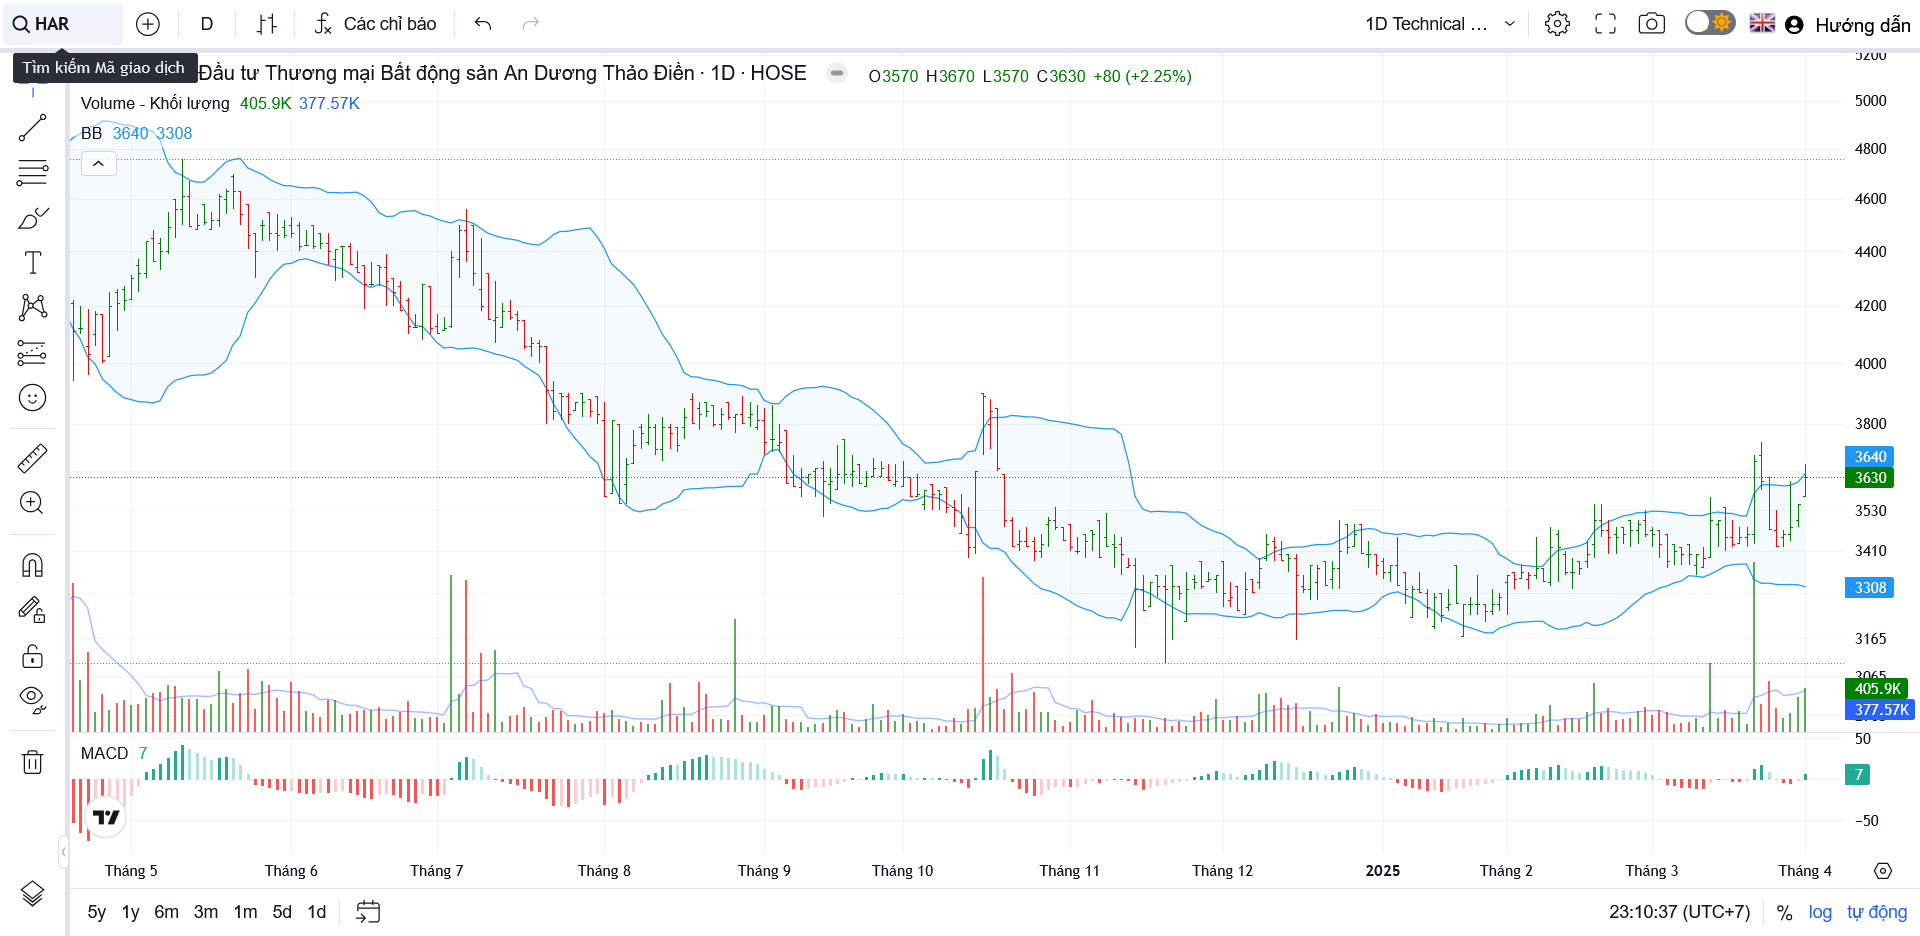 HAR
D
Các chỉ báo
1D Technical ...
Hướng dẫn
Tìm kiếm Mã giao dịch
Đầu tư Thương mại Bất động sản An Dương Thảo Điền · 1D · HOSE
O3570 H3670 L3570 C3630 +80 (+2.25%)
Volume - Khối lượng 405.9K 377.57K
BB 3640 3308
5200
5000
4800
4600
4400
4200
4000
3800
3640
3630
3530
3410
3308
3165
3065
405.9K
377.57K
50
MACD 7
7
−50
Tháng 5 Tháng 6 Tháng 7 Tháng 8 Tháng 9 Tháng 10 Tháng 11 Tháng 12 2025 Tháng 2 Tháng 3 Tháng 4
5y 1y 6m 3m 1m 5d 1d
23:10:37 (UTC+7) % log tự động